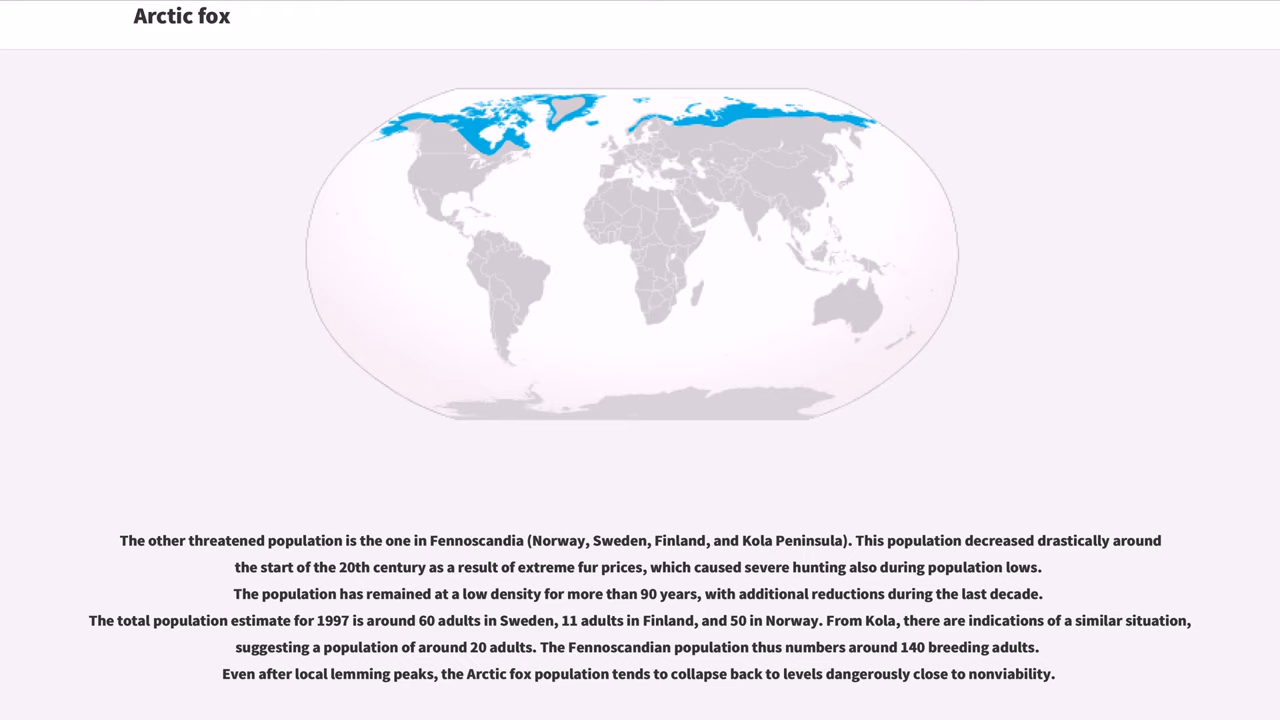 Arctic fox
The other threatened population is the one in Fennoscandia (Norway, Sweden, Finland, and Kola Peninsula). This population decreased drastically around
the start of the 20th century as a result of extreme fur prices, which caused severe hunting also during population lows.
The population has remained at a low density for more than 90 years, with additional reductions during the last decade.
The total population estimate for 1997 is around 60 adults in Sweden, 11 adults in Finland, and 50 in Norway. From Kola, there are indications of a similar situation,
suggesting a population of around 20 adults. The Fennoscandian population thus numbers around 140 breeding adults.
Even after local lemming peaks, the Arctic fox population tends to collapse back to levels dangerously close to nonviability.